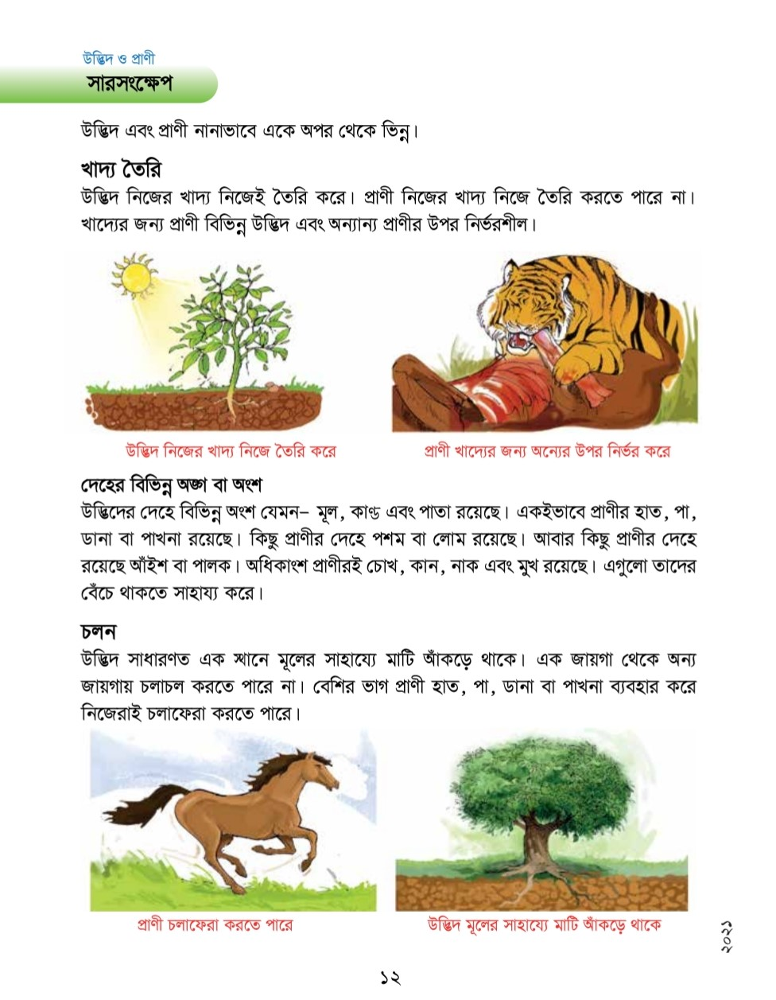 উদ্ভিদ ও প্রাণী
সারসংক্ষেপ
উদ্ভিদ এবং প্রাণী নানাভাবে একে অপর থেকে ভিন্ন।
খাদ্য তৈরি
উদ্ভিদ নিজের খাদ্য নিজেই তৈরি করে। প্রাণী নিজের খাদ্য নিজে তৈরি করতে পারে না।
খাদ্যের জন্য প্রাণী বিভিন্ন উদ্ভিদ এবং অন্যান্য প্রাণীর উপর নির্ভরশীল।
উদ্ভিদ নিজের খাদ্য নিজে তৈরি করে
প্রাণী খাদ্যের জন্য অন্যের উপর নির্ভর করে
দেহের বিভিন্ন অঙ্গ বা অংশ
উদ্ভিদের দেহে বিভিন্ন অংশ যেমন– মূল, কাণ্ড এবং পাতা রয়েছে। একইভাবে প্রাণীর হাত, পা,
ডানা বা পাখনা রয়েছে। কিছু প্রাণীর দেহে পশম বা লোম রয়েছে। আবার কিছু প্রাণীর দেহে
রয়েছে আঁইশ বা পালক। অধিকাংশ প্রাণীরই চোখ, কান, নাক এবং মুখ রয়েছে। এগুলো তাদের
বেঁচে থাকতে সাহায্য করে।
চলন
উদ্ভিদ সাধারণত এক স্থানে মূলের সাহায্যে মাটি আঁকড়ে থাকে। এক জায়গা থেকে অন্য
জায়গায় চলাচল করতে পারে না। বেশির ভাগ প্রাণী হাত, পা, ডানা বা পাখনা ব্যবহার করে
নিজেরাই চলাফেরা করতে পারে।
প্রাণী চলাফেরা করতে পারে
উদ্ভিদ মূলের সাহায্যে মাটি আঁকড়ে থাকে
২০২১
১২